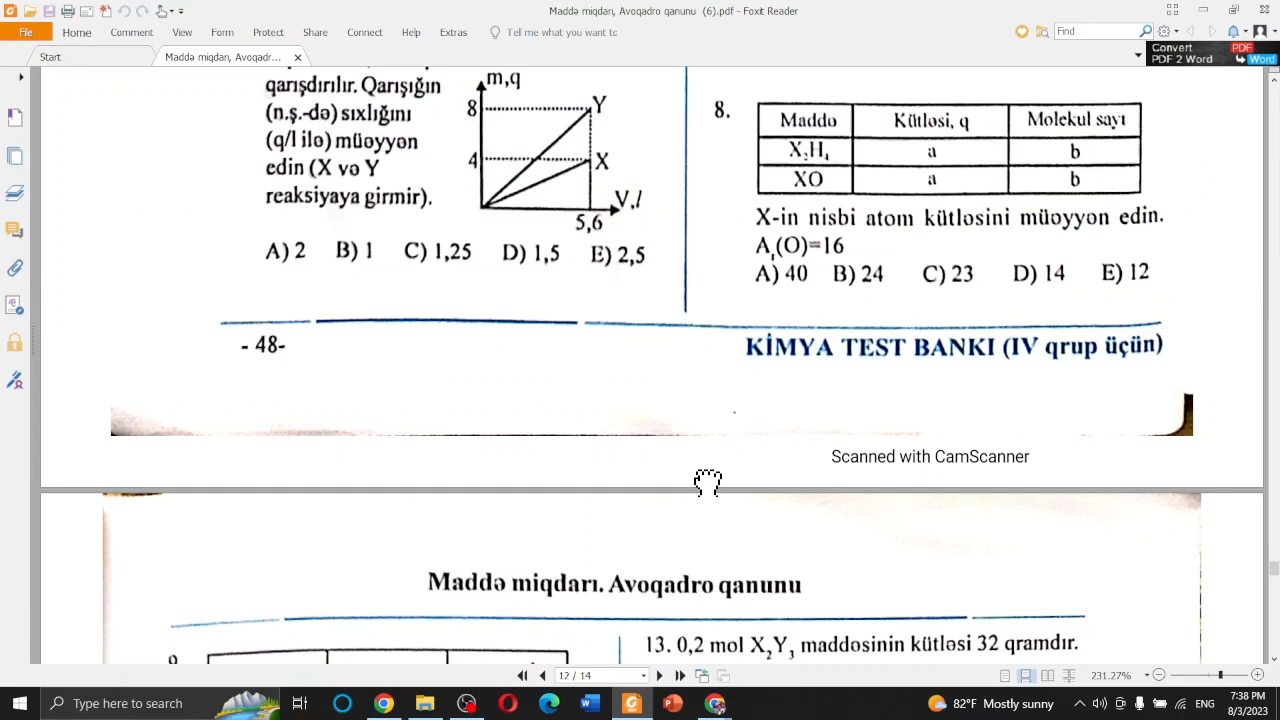 Maddə miqdarı, Avoqadro qanunu (6).pdf - Foxit Reader
File Home Comment View Form Protect Share Connect Help Extras Tell me what you want to Find
Start Maddə miqdarı, Avoqadr...
Convert PDF
PDF 2 Word Word
qarışdırılır. Qarışığın
(n.ş.-də) sıxlığını
(q/l ilə) müəyyən
edin (X və Y
reaksiyaya girmir).
m,q
8 Y
4 X
V,l
5,6
A) 2 B) 1 C) 1,25 D) 1,5 E) 2,5
8.
Maddə Kütləsi, q Molekul sayı
X₂H₄ a b
XO a b
X-in nisbi atom kütləsini müəyyən edin.
Aᵣ(O)=16
A) 40 B) 24 C) 23 D) 14 E) 12
- 48-
KİMYA TEST BANKI (IV qrup üçün)
Scanned with CamScanner
Maddə miqdarı. Avoqadro qanunu
13. 0,2 mol X₂Y₃ maddəsinin kütləsi 32 qramdır.
12 / 14
231.27%
Type here to search
82°F Mostly sunny
ENG
7:38 PM
8/3/2023